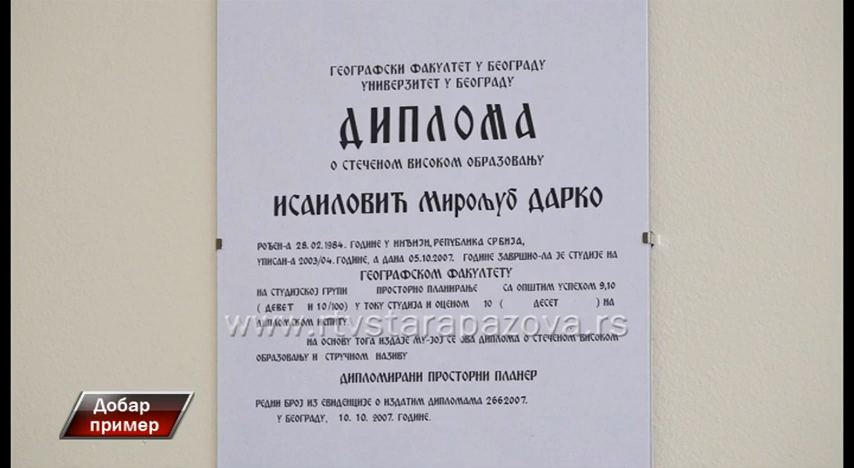 ГЕОГРАФСКИ ФАКУЛТЕТ У БЕОГРАДУ
УНИВЕРЗИТЕТ У БЕОГРАДУ
ДИПЛОМА
О СТЕЧЕНОМ ВИСОКОМ ОБРАЗОВАЊУ
ИСАИЛОВИЋ Мирољуб ДАРКО
РОЂЕН-А 28.02.1984. ГОДИНЕ У ИНЂИЈИ, РЕПУБЛИКА СРБИЈА,
УПИСАН-А 2003/04. ГОДИНЕ, А ДАНА 05.10.2007. ГОДИНЕ ЗАВРШИО-ЛА ЈЕ СТУДИЈЕ НА
ГЕОГРАФСКОМ ФАКУЛТЕТУ
НА СТУДИЈСКОЈ ГРУПИ ПРОСТОРНО ПЛАНИРАЊЕ СА ОПШТИМ УСПЕХОМ 9,10
( ДЕВЕТ И 10/100) У ТОКУ СТУДИЈА И ОЦЕНОМ 10 ( ДЕСЕТ ) НА
ДИПЛОМСКОМ ИСПИТУ
www.rtvstarapazova.rs
НА ОСНОВУ ТОГА ИЗДАЈЕ МУ-ЈОЈ СЕ ОВА ДИПЛОМА О СТЕЧЕНОМ ВИСОКОМ
ОБРАЗОВАЊУ И СТРУЧНОМ НАЗИВУ
ДИПЛОМИРАНИ ПРОСТОРНИ ПЛАНЕР
РЕДНИ БРОЈ ИЗ ЕВИДЕНЦИЈЕ О ИЗДАТИМ ДИПЛОМАМА 2662007.
У БЕОГРАДУ, 10. 10. 2007. ГОДИНЕ.
Добар
пример